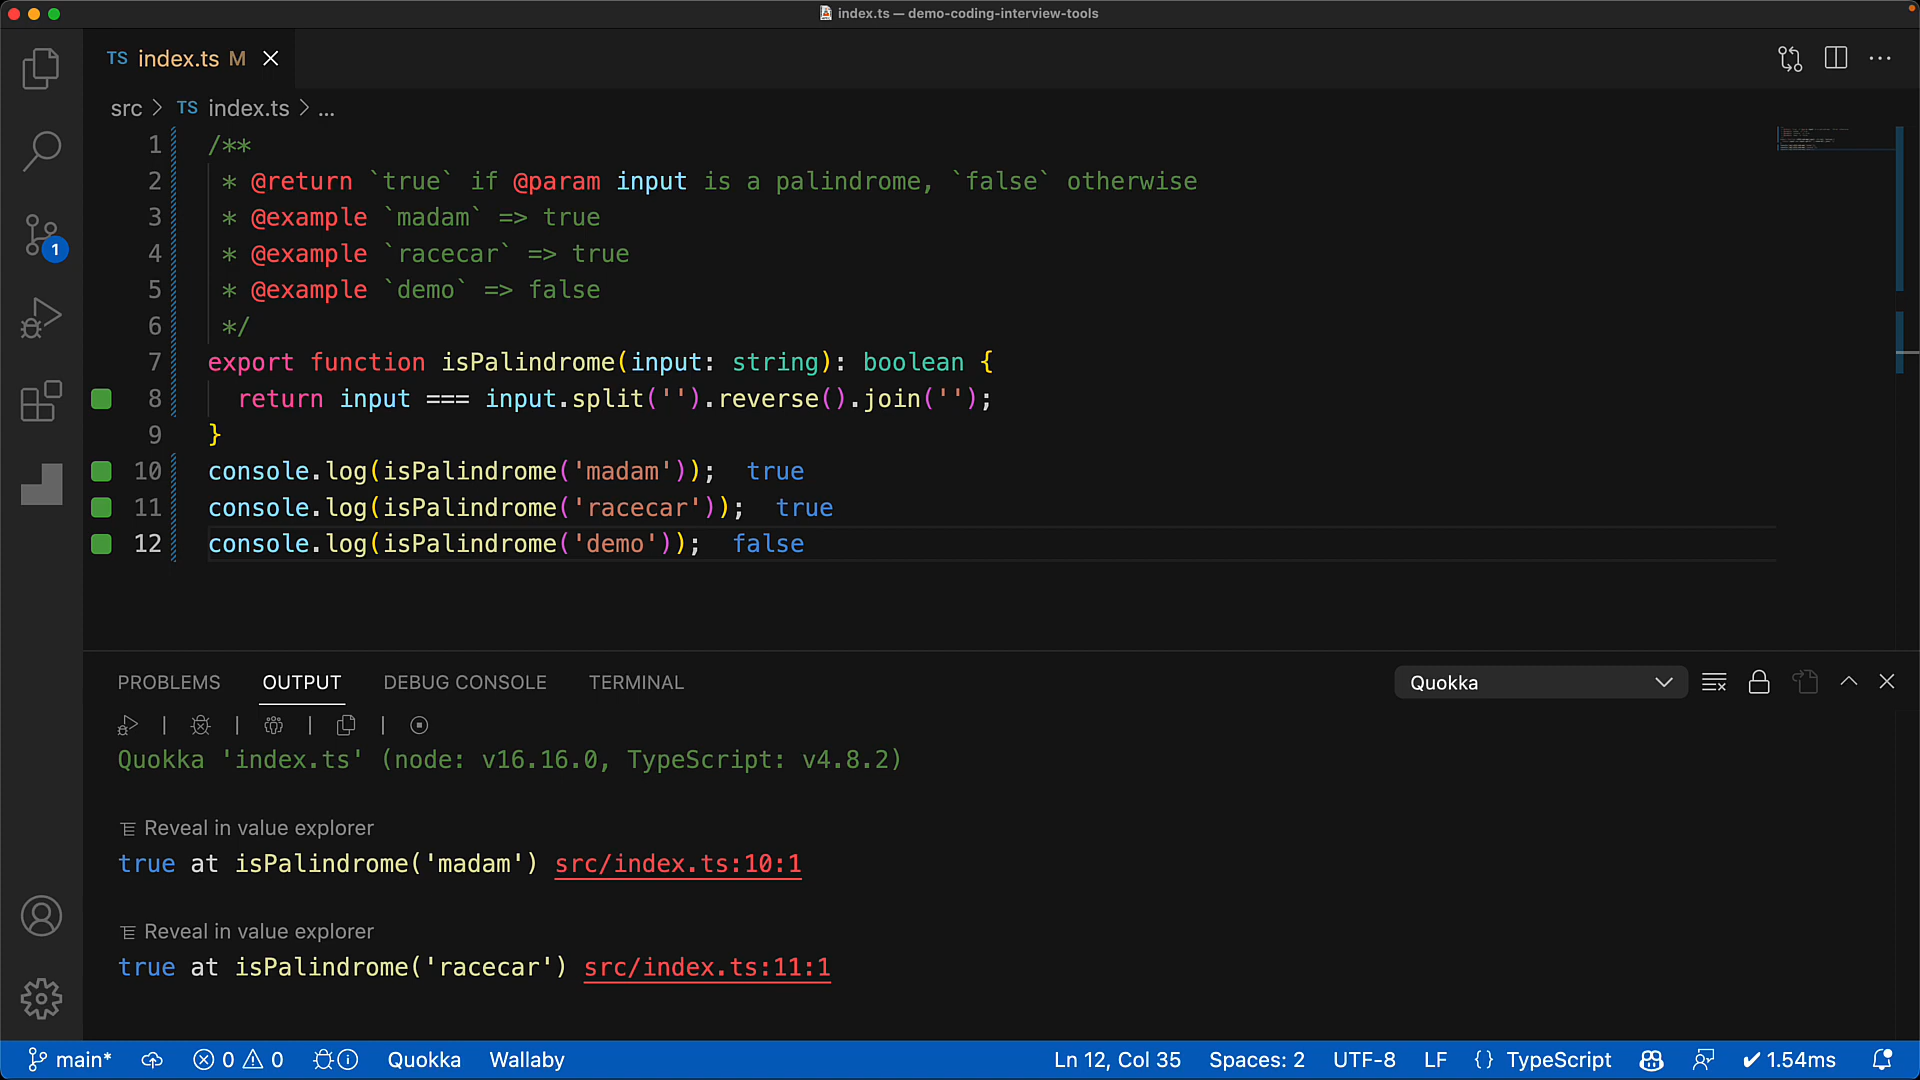 index.ts — demo-coding-interview-tools
TS index.ts M
src > TS index.ts > ...
1 /**
2 * @return `true` if @param input is a palindrome, `false` otherwise
3 * @example `madam` => true
4 * @example `racecar` => true
5 * @example `demo` => false
6 */
7 export function isPalindrome(input: string): boolean {
8 return input === input.split('').reverse().join('');
9 }
10 console.log(isPalindrome('madam')); true
11 console.log(isPalindrome('racecar')); true
12 console.log(isPalindrome('demo')); false
1
PROBLEMS OUTPUT DEBUG CONSOLE TERMINAL Quokka
Quokka 'index.ts' (node: v16.16.0, TypeScript: v4.8.2)
Reveal in value explorer
true at isPalindrome('madam') src/index.ts:10:1
Reveal in value explorer
true at isPalindrome('racecar') src/index.ts:11:1
main* 0 0 Quokka Wallaby Ln 12, Col 35 Spaces: 2 UTF-8 LF {} TypeScript ✔ 1.54ms